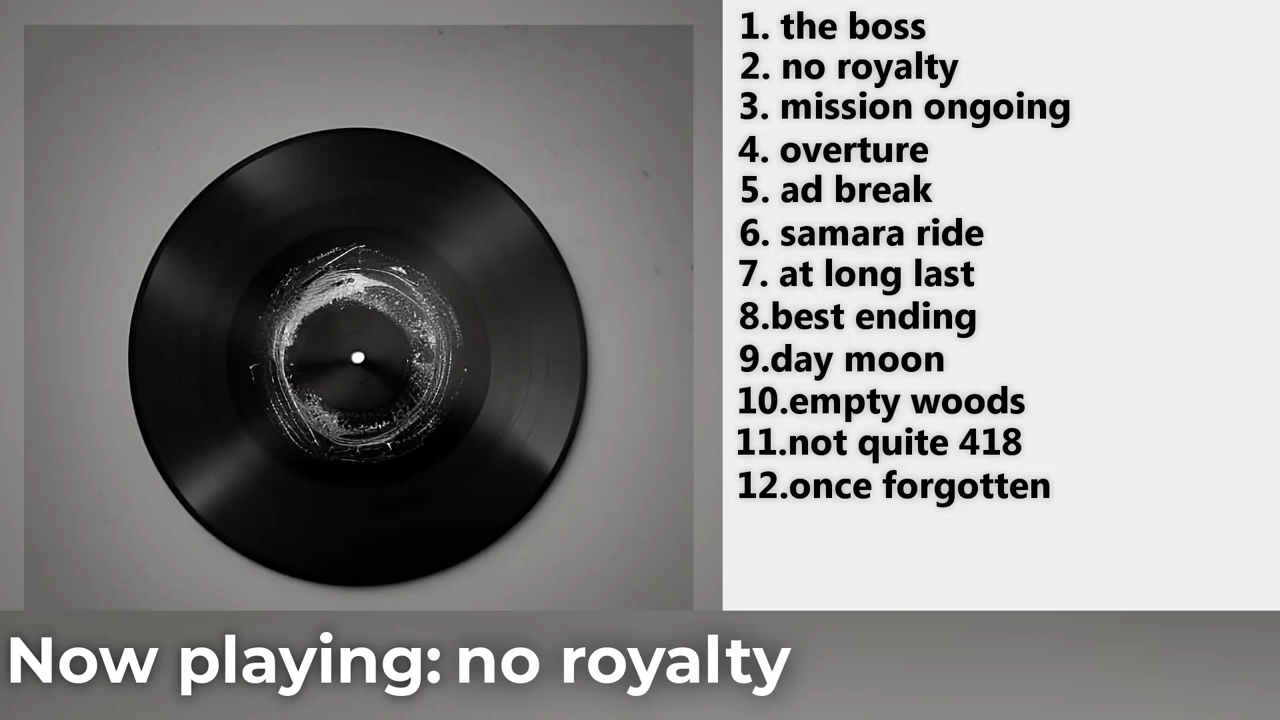 1. the boss
2. no royalty
3. mission ongoing
4. overture
5. ad break
6. samara ride
7. at long last
8.best ending
9.day moon
10.empty woods
11.not quite 418
12.once forgotten
Now playing: no royalty